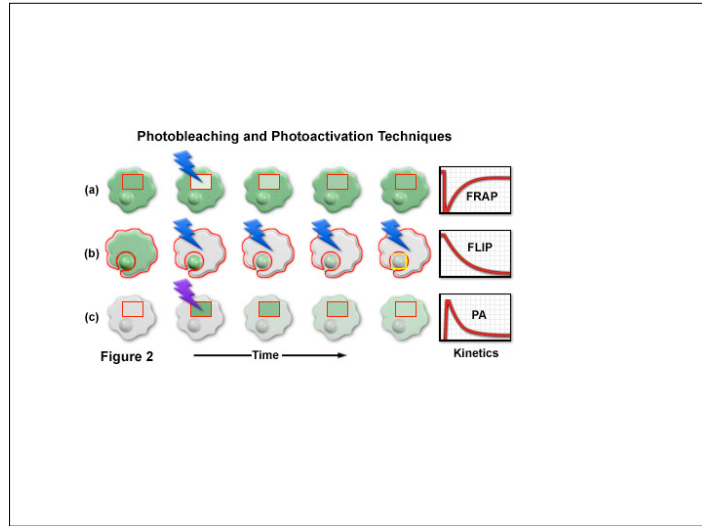 Photobleaching and Photoactivation Techniques
(a)
FRAP
(b)
FLIP
(c)
PA
Figure 2
Time
Kinetics